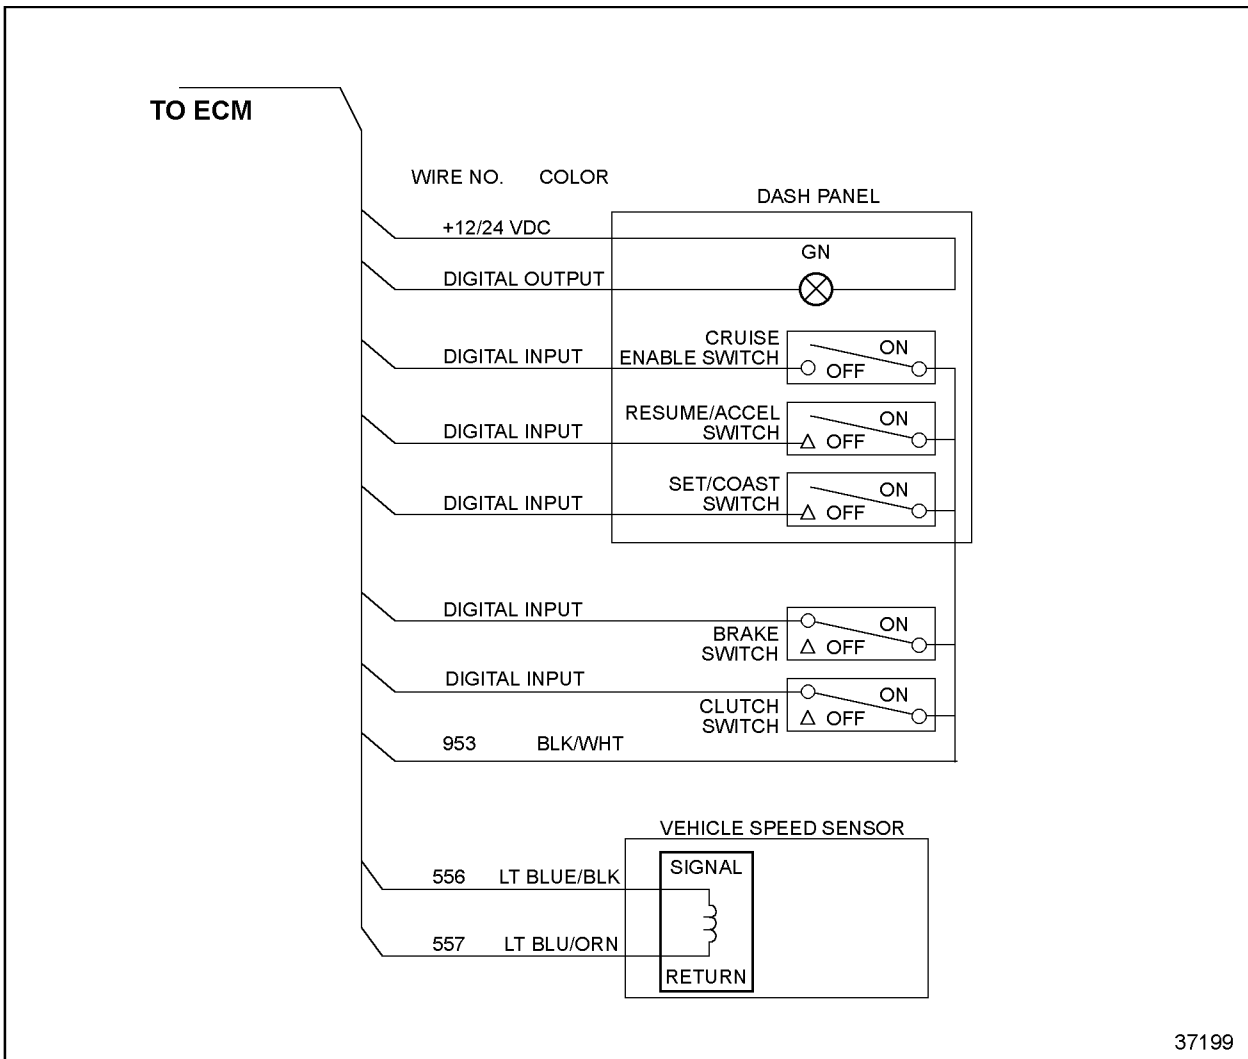 TO ECM
WIRE NO. COLOR
DASH PANEL
+12/24 VDC
GN
DIGITAL OUTPUT
CRUISE
ENABLE SWITCH
ON
OFF
DIGITAL INPUT
RESUME/ACCEL
SWITCH
ON
OFF
DIGITAL INPUT
SET/COAST
SWITCH
ON
OFF
DIGITAL INPUT
DIGITAL INPUT
BRAKE
SWITCH
ON
OFF
DIGITAL INPUT
CLUTCH
SWITCH
ON
OFF
953 BLK/WHT
VEHICLE SPEED SENSOR
SIGNAL
556 LT BLUE/BLK
557 LT BLU/ORN
RETURN
37199